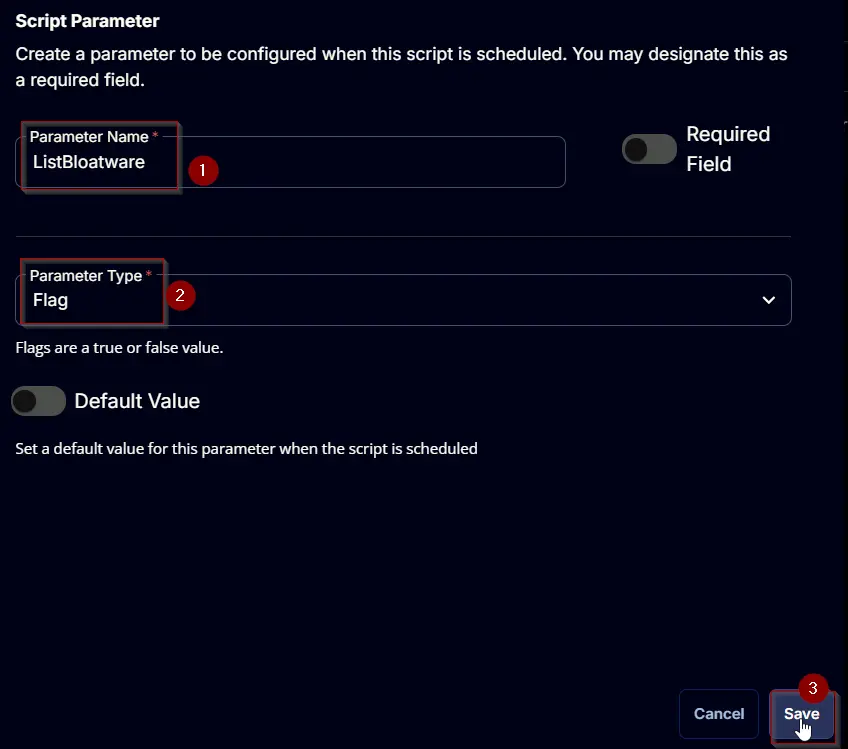 Script Parameter
Create a parameter to be configured when this script is scheduled. You may designate this as
a required field.
Parameter Name *
ListBloatware
1
Required
Field
Parameter Type *
Flag
2
Flags are a true or false value.
Default Value
Set a default value for this parameter when the script is scheduled
3
Cancel
Save